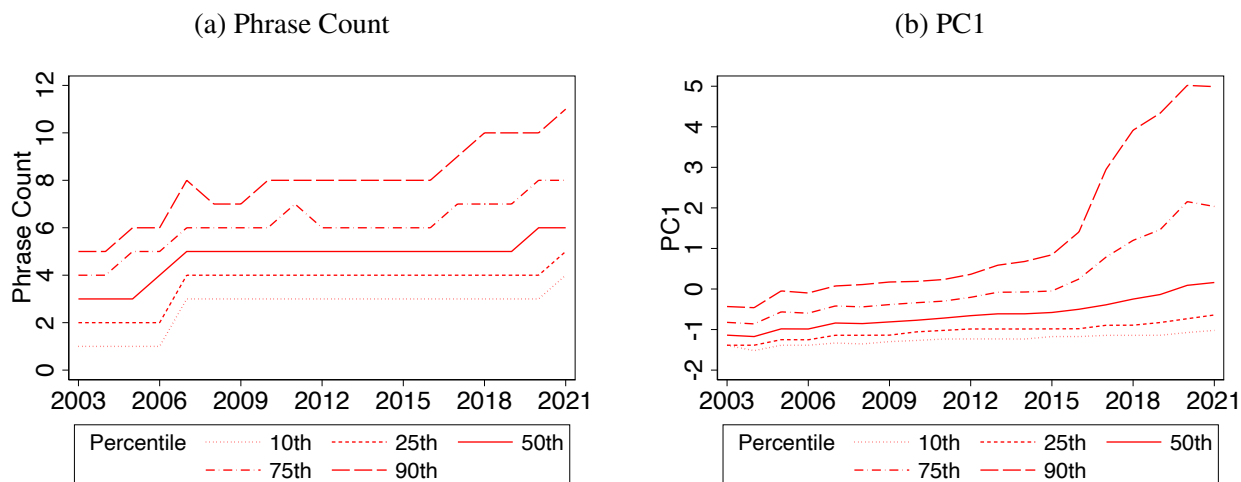 (a) Phrase Count
Phrase Count
12
10
8
6
4
2
0
2003 2006 2009 2012 2015 2018 2021
Percentile 10th 25th 50th
75th 90th
(b) PC1
PC1
5
4
3
2
1
0
-1
-2
2003 2006 2009 2012 2015 2018 2021
Percentile 10th 25th 50th
75th 90th